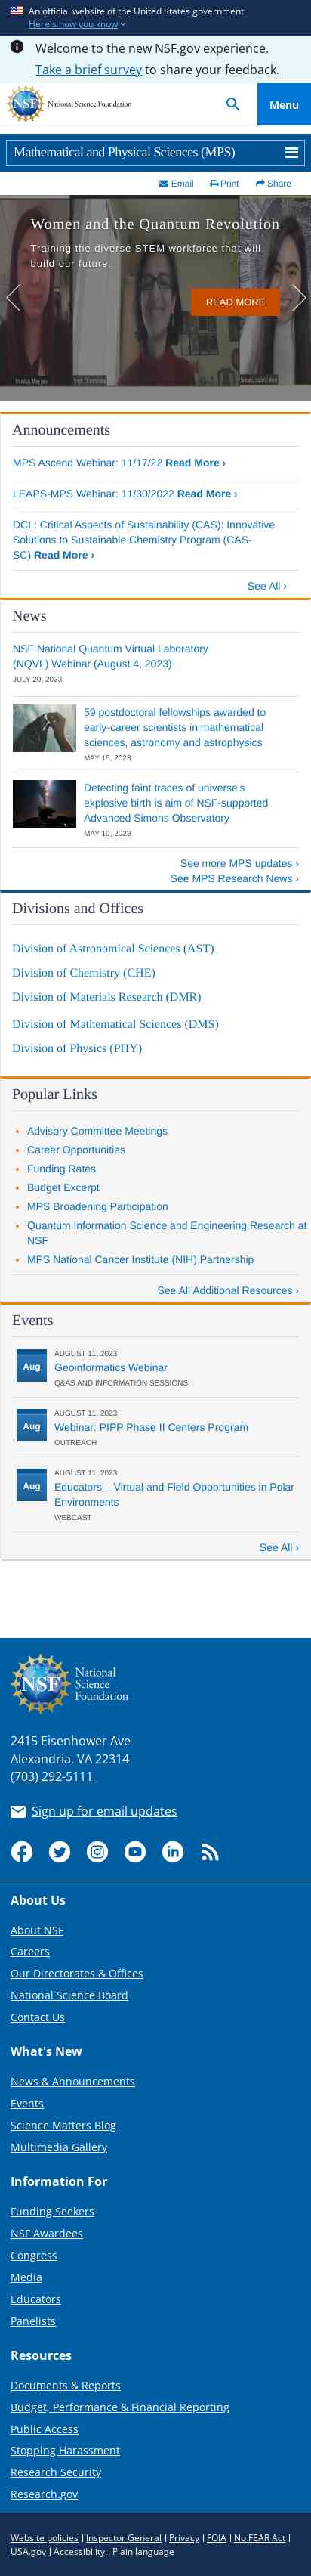 An official website of the United States government
Here's how you know
Welcome to the new NSF.gov experience.
Take a brief survey to share your feedback.
NSF National Science Foundation
Menu
Mathematical and Physical Sciences (MPS)
Email Print Share
Women and the Quantum Revolution
Training the diverse STEM workforce that will
build our future.
READ MORE
Announcements
MPS Ascend Webinar: 11/17/22 Read More ›
LEAPS-MPS Webinar: 11/30/2022 Read More ›
DCL: Critical Aspects of Sustainability (CAS): Innovative
Solutions to Sustainable Chemistry Program (CAS-
SC) Read More ›
See All ›
News
NSF National Quantum Virtual Laboratory
(NQVL) Webinar (August 4, 2023)
JULY 20, 2023
59 postdoctoral fellowships awarded to
early-career scientists in mathematical
sciences, astronomy and astrophysics
MAY 15, 2023
Detecting faint traces of universe's
explosive birth is aim of NSF-supported
Advanced Simons Observatory
MAY 10, 2023
See more MPS updates ›
See MPS Research News ›
Divisions and Offices
Division of Astronomical Sciences (AST)
Division of Chemistry (CHE)
Division of Materials Research (DMR)
Division of Mathematical Sciences (DMS)
Division of Physics (PHY)
Popular Links
Advisory Committee Meetings
Career Opportunities
Funding Rates
Budget Excerpt
MPS Broadening Participation
Quantum Information Science and Engineering Research at
NSF
MPS National Cancer Institute (NIH) Partnership
See All Additional Resources ›
Events
AUGUST 11, 2023
Aug
Geoinformatics Webinar
Q&AS AND INFORMATION SESSIONS
AUGUST 11, 2023
Aug
Webinar: PIPP Phase II Centers Program
OUTREACH
AUGUST 11, 2023
Aug
Educators – Virtual and Field Opportunities in Polar
Environments
WEBCAST
See All ›
NSF
National
Science
Foundation
2415 Eisenhower Ave
Alexandria, VA 22314
(703) 292-5111
Sign up for email updates
About Us
About NSF
Careers
Our Directorates & Offices
National Science Board
Contact Us
What's New
News & Announcements
Events
Science Matters Blog
Multimedia Gallery
Information For
Funding Seekers
NSF Awardees
Congress
Media
Educators
Panelists
Resources
Documents & Reports
Budget, Performance & Financial Reporting
Public Access
Stopping Harassment
Research Security
Research.gov
Website policies | Inspector General | Privacy | FOIA | No FEAR Act |
USA.gov | Accessibility | Plain language